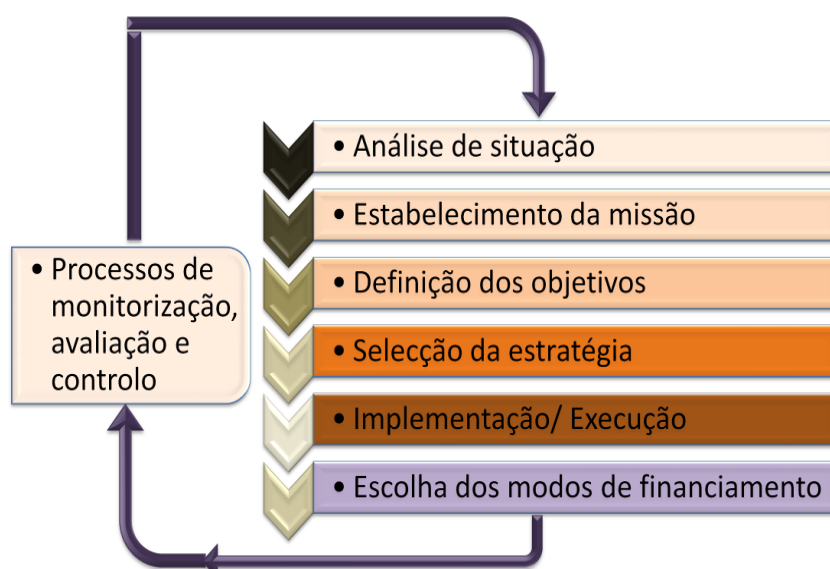 • Análise de situação
• Estabelecimento da missão
• Definição dos objetivos
• Selecção da estratégia
• Implementação/ Execução
• Escolha dos modos de financiamento
• Processos de
monitorização,
avaliação e
controlo